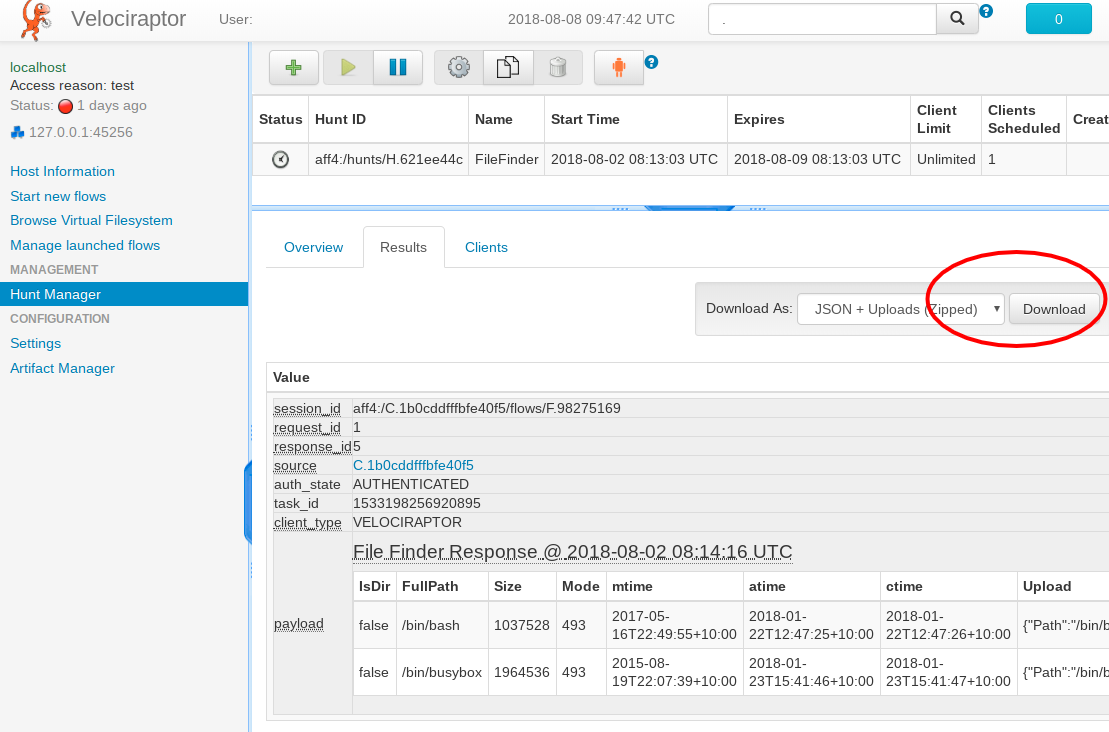 Velociraptor User: 2018-08-08 09:47:42 UTC . 0
localhost
Access reason: test
Status: 1 days ago
127.0.0.1:45256
Host Information
Start new flows
Browse Virtual Filesystem
Manage launched flows
MANAGEMENT
Hunt Manager
CONFIGURATION
Settings
Artifact Manager
Status Hunt ID Name Start Time Expires Client Limit Clients Scheduled Creat
aff4:/hunts/H.621ee44c FileFinder 2018-08-02 08:13:03 UTC 2018-08-09 08:13:03 UTC Unlimited 1
Overview Results Clients
Download As: JSON + Uploads (Zipped) Download
Value
session_id aff4:/C.1b0cddfffbfe40f5/flows/F.98275169
request_id 1
response_id 5
source C.1b0cddfffbfe40f5
auth_state AUTHENTICATED
task_id 1533198256920895
client_type VELOCIRAPTOR
payload
File Finder Response @ 2018-08-02 08:14:16 UTC
IsDir FullPath Size Mode mtime atime ctime Upload
false /bin/bash 1037528 493 2017-05-16T22:49:55+10:00 2018-01-22T12:47:25+10:00 2018-01-22T12:47:26+10:00 {"Path":"/bin/b
false /bin/busybox 1964536 493 2015-08-19T22:07:39+10:00 2018-01-23T15:41:46+10:00 2018-01-23T15:41:47+10:00 {"Path":"/bin/b